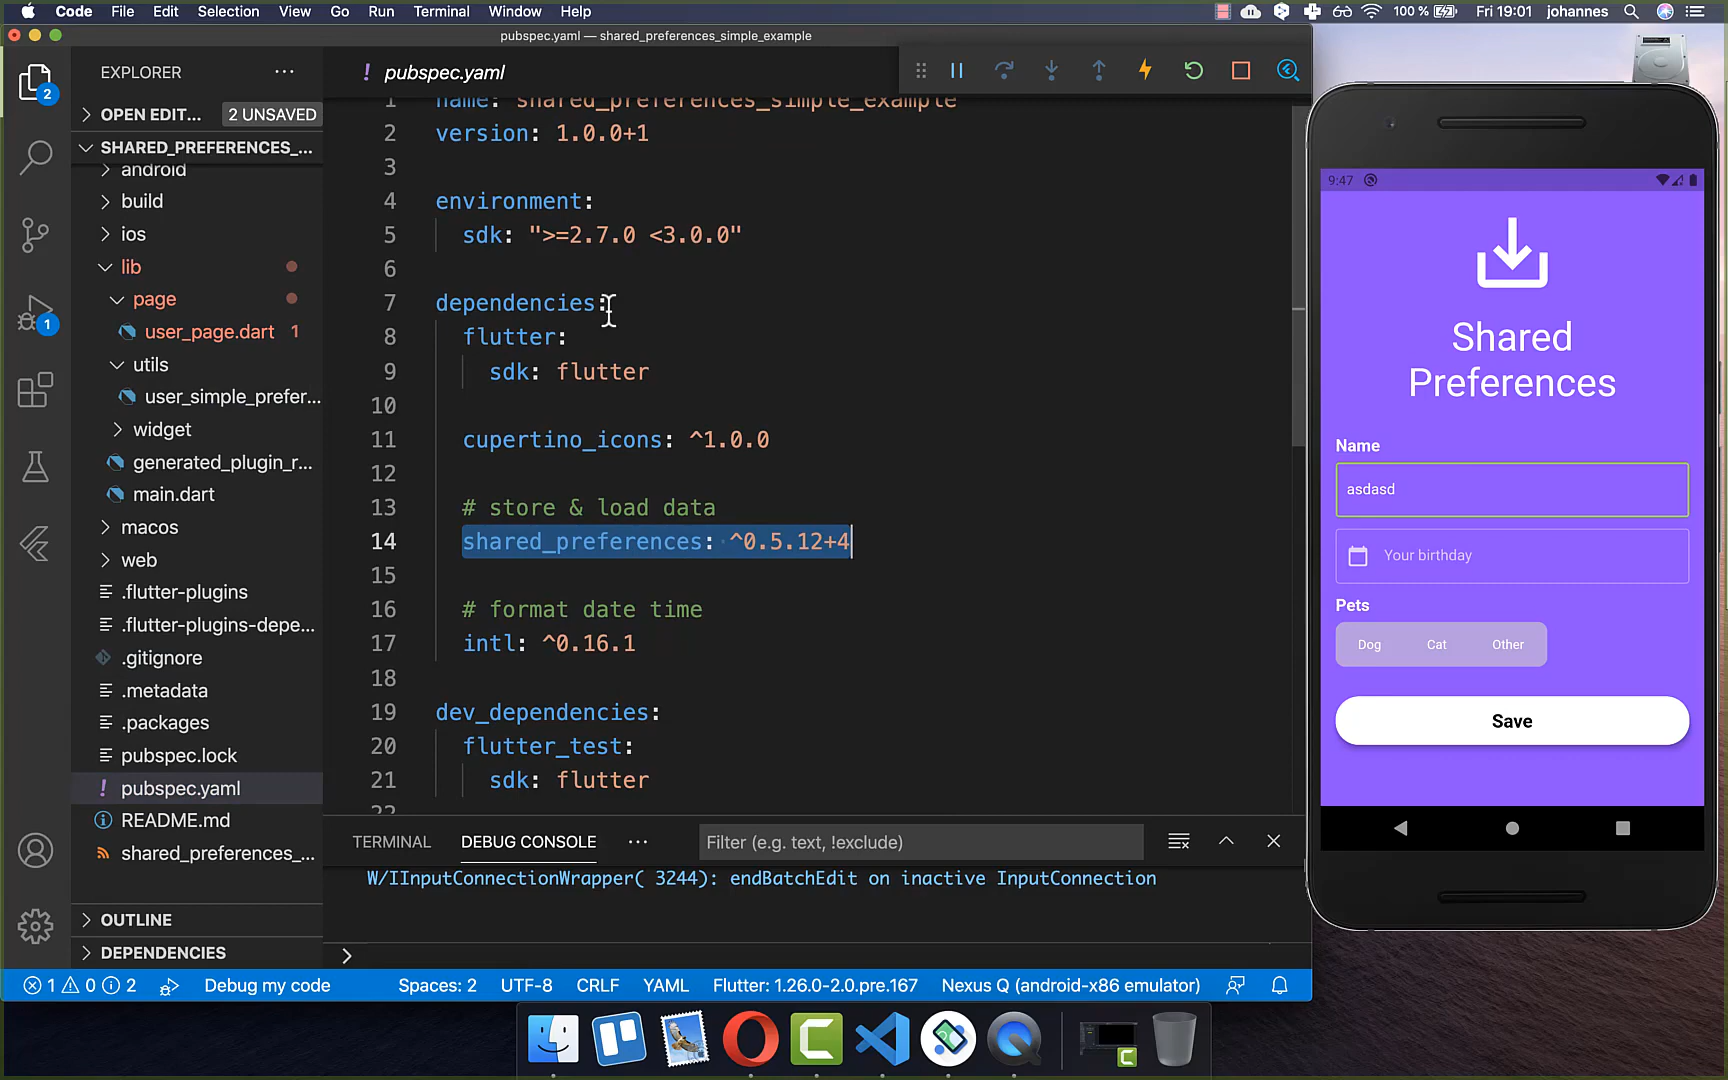 Code File Edit Selection View Go Run Terminal Window Help 100 % Fri 19:01 johannes
pubspec.yaml — shared_preferences_simple_example
EXPLORER
OPEN EDIT... 2 UNSAVED
SHARED_PREFERENCES_...
android
build
ios
lib
page
user_page.dart 1
utils
user_simple_prefer...
widget
generated_plugin_r...
main.dart
macos
web
.flutter-plugins
.flutter-plugins-depe...
.gitignore
.metadata
.packages
pubspec.lock
! pubspec.yaml
README.md
shared_preferences_...
OUTLINE
DEPENDENCIES
2
1
! pubspec.yaml
1 name: shared_preferences_simple_example
2 version: 1.0.0+1
3
4 environment:
5 sdk: ">=2.7.0 <3.0.0"
6
7 dependencies:
8 flutter:
9 sdk: flutter
10
11 cupertino_icons: ^1.0.0
12
13 # store & load data
14 shared_preferences: ^0.5.12+4
15
16 # format date time
17 intl: ^0.16.1
18
19 dev_dependencies:
20 flutter_test:
21 sdk: flutter
22
TERMINAL DEBUG CONSOLE ... Filter (e.g. text, !exclude)
W/IInputConnectionWrapper( 3244): endBatchEdit on inactive InputConnection
>
1 0 2 Debug my code Spaces: 2 UTF-8 CRLF YAML Flutter: 1.26.0-2.0.pre.167 Nexus Q (android-x86 emulator)
9:47
Shared
Preferences
Name
asdasd
Your birthday
Pets
Dog Cat Other
Save